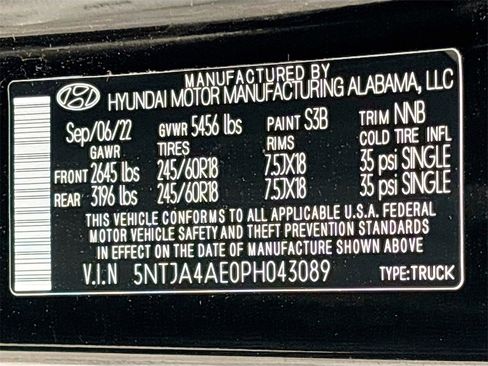 MANUFACTURED BY
HYUNDAI MOTOR MANUFACTURING ALABAMA, LLC
Sep/06/22 GVWR 5456 lbs PAINT S3B TRIM NNB
GAWR TIRES RIMS COLD TIRE INFL
FRONT 2645 lbs 245/60R18 7.5JX18 35 psi SINGLE
REAR 3196 lbs 245/60R18 7.5JX18 35 psi SINGLE
THIS VEHICLE CONFORMS TO ALL APPLICABLE U.S.A. FEDERAL
MOTOR VEHICLE SAFETY AND THEFT PREVENTION STANDARDS
IN EFFECT ON THE DATE OF MANUFACTURE SHOWN ABOVE
V.I.N 5NTJA4AE0PH043089 TYPE:TRUCK